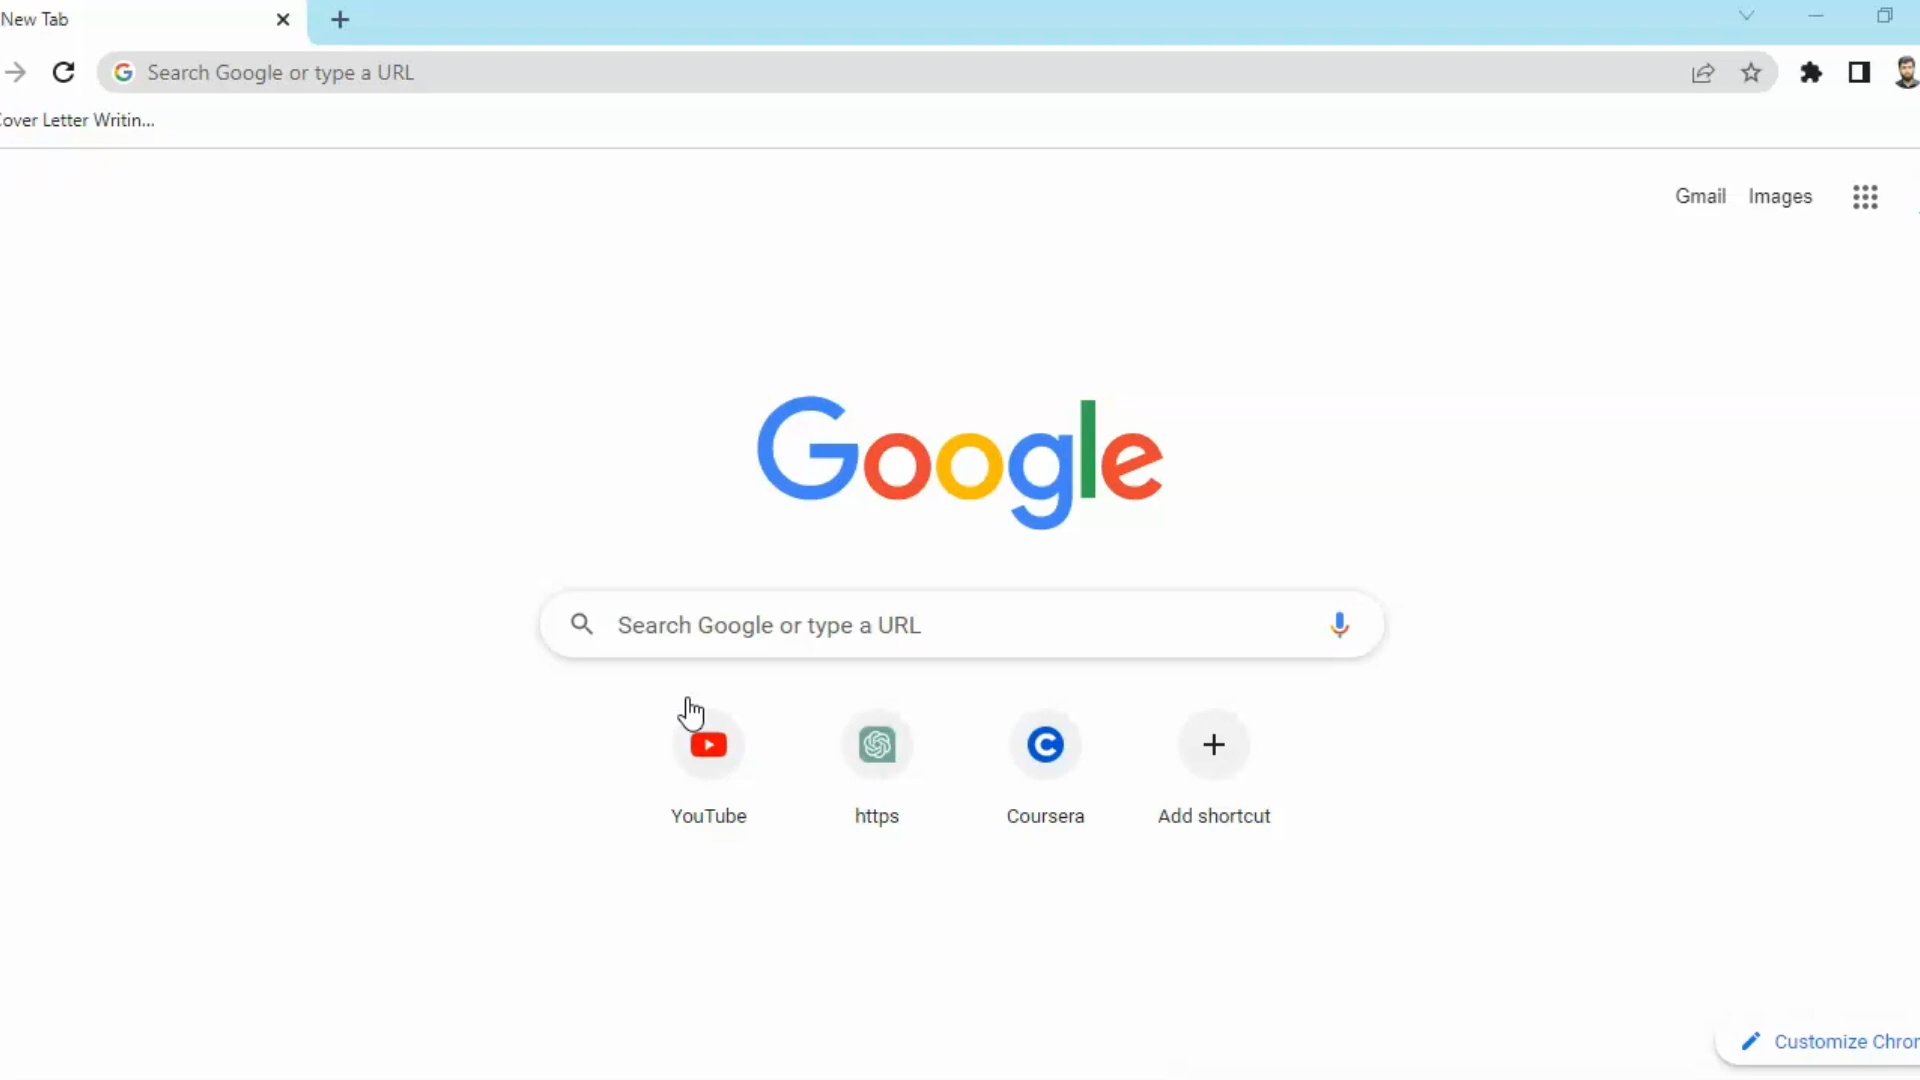 New Tab
Search Google or type a URL
over Letter Writin...
Gmail Images
Google
Search Google or type a URL
YouTube https Coursera Add shortcut
Customize Chro